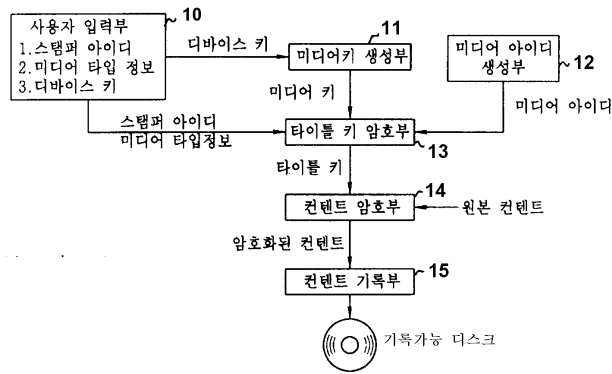 10
사용자 입력부
1.스탬퍼 아이디
2.미디어 타입 정보
3.디바이스 키
디바이스 키
11
미디어키 생성부
미디어 아이디
생성부
12
미디어 키
미디어 아이디
스탬퍼 아이디
미디어 타입정보
타이틀 키 암호부
13
타이틀 키
14
컨텐트 암호부
원본 컨텐트
암호화된 컨텐트
15
컨텐트 기록부
기록가능 디스크